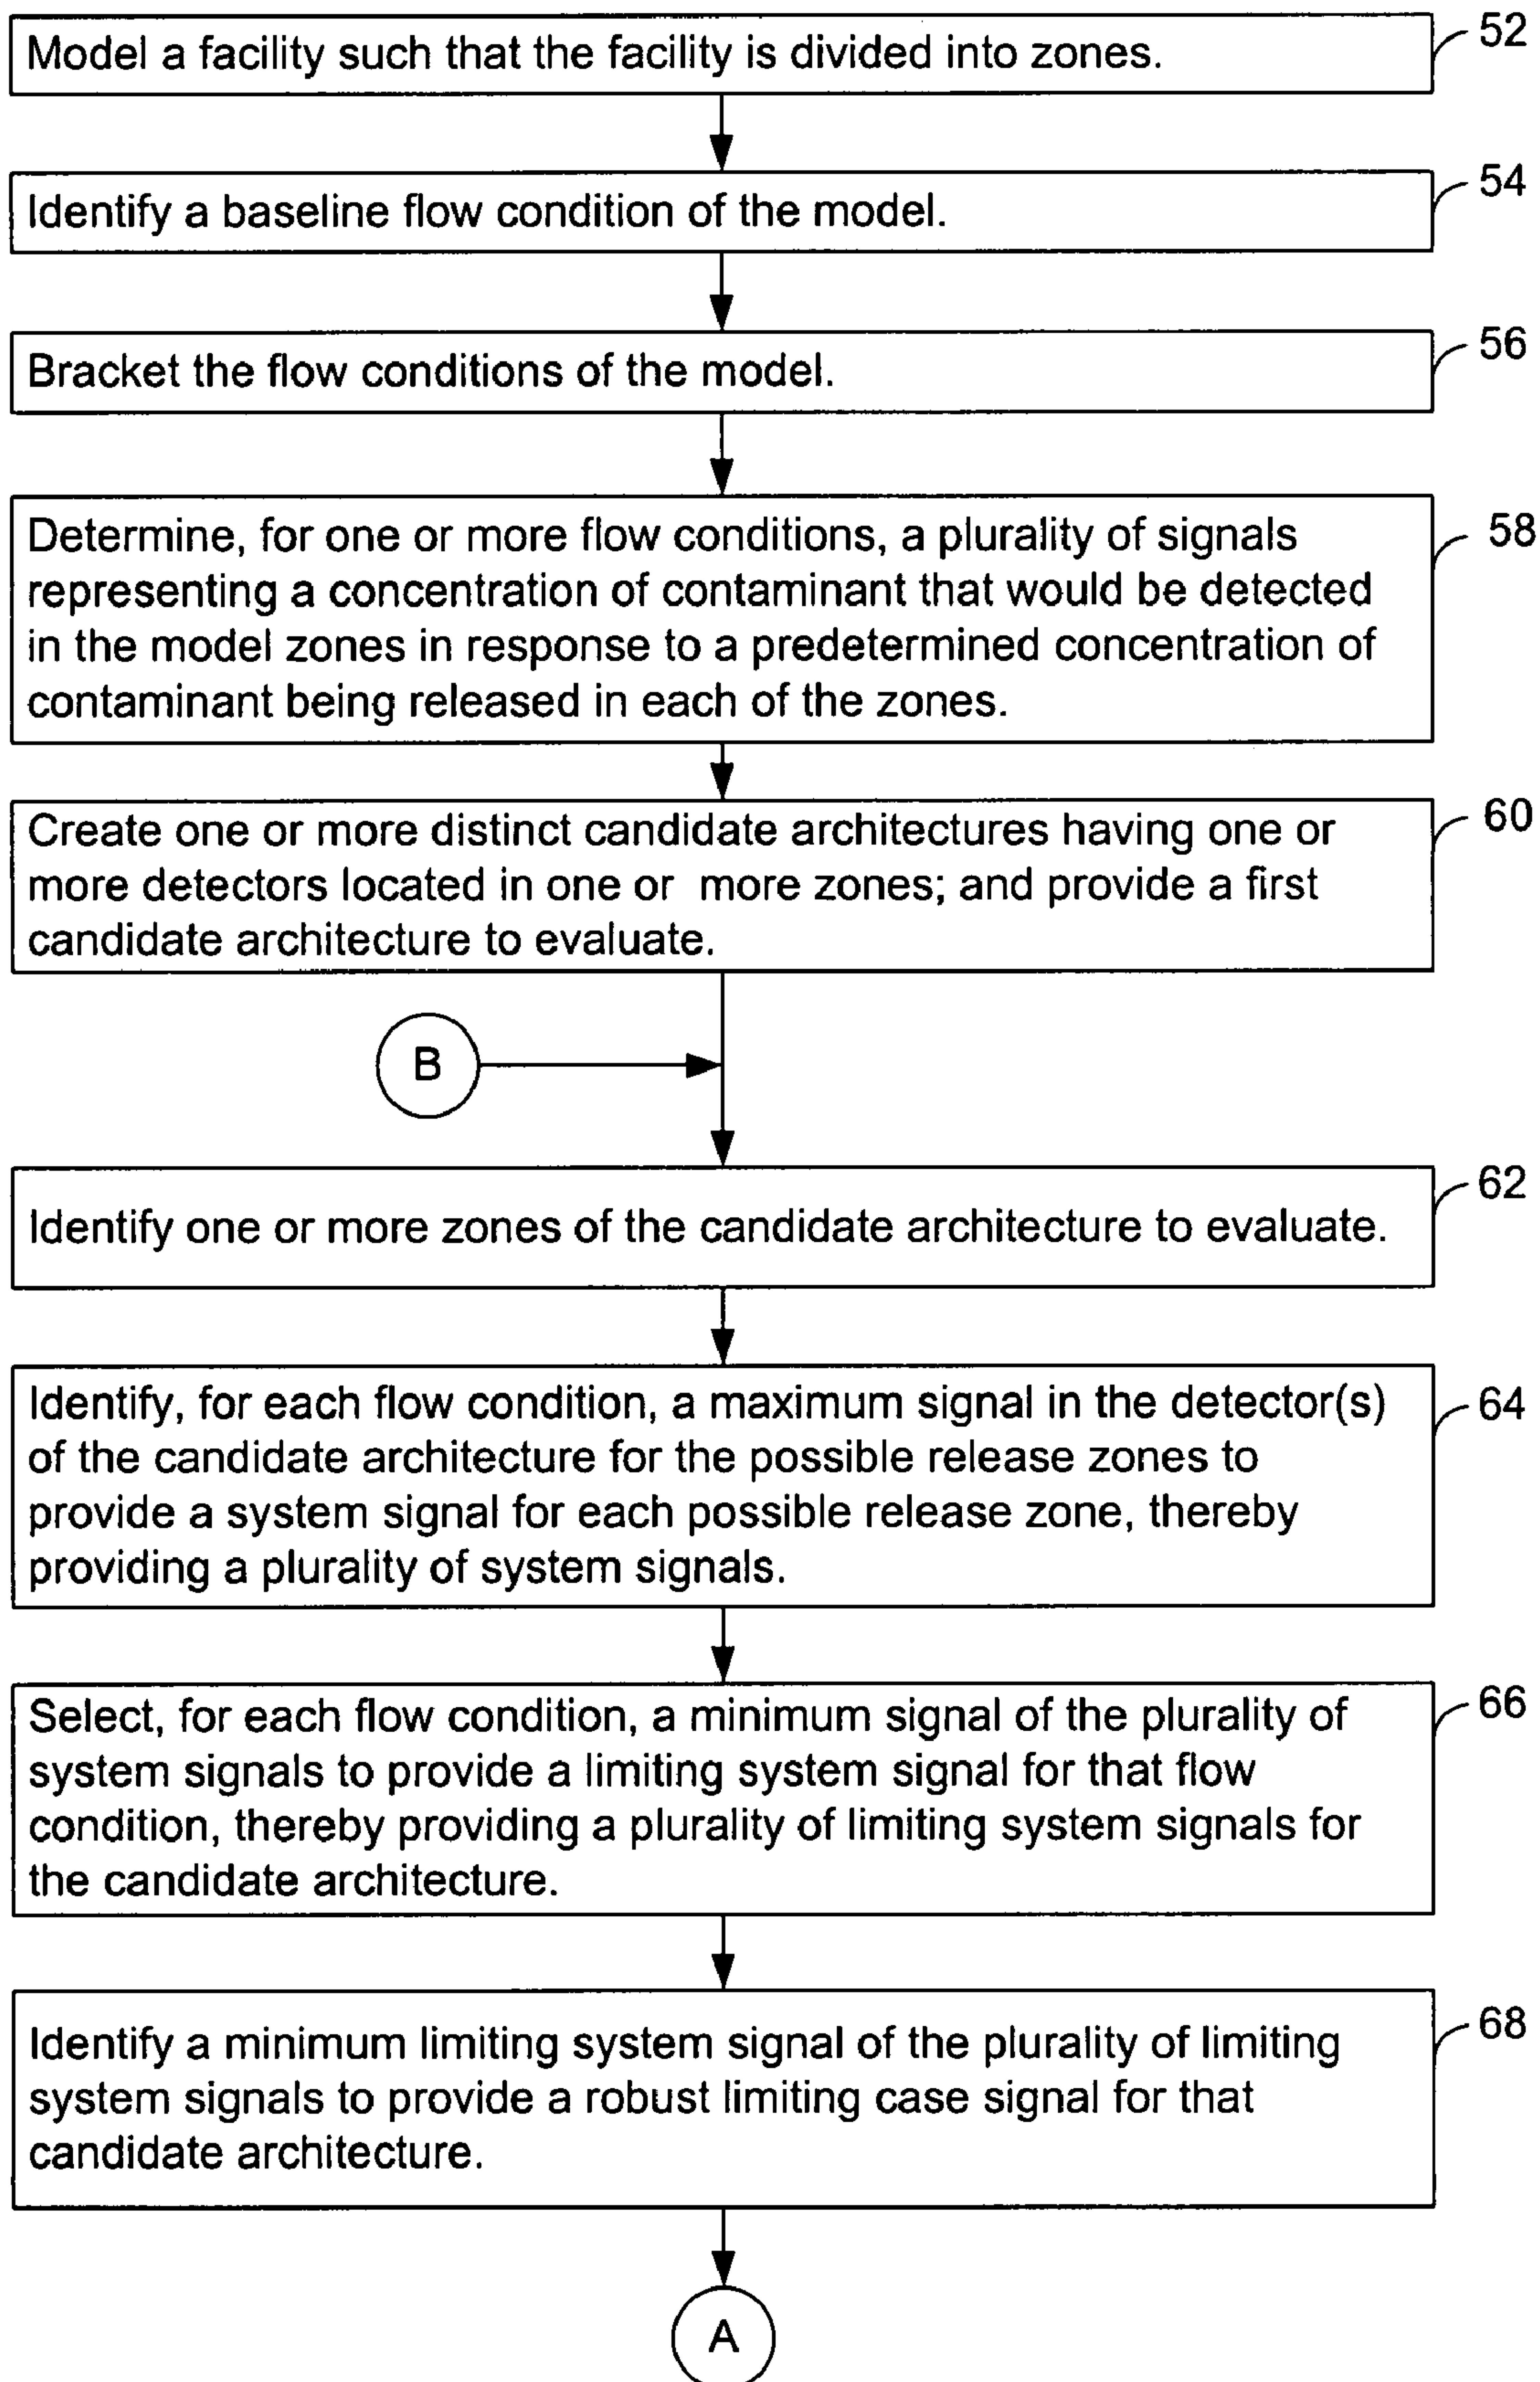 Model a facility such that the facility is divided into zones.
52
Identify a baseline flow condition of the model.
54
Bracket the flow conditions of the model.
56
Determine, for one or more flow conditions, a plurality of signals
representing a concentration of contaminant that would be detected
in the model zones in response to a predetermined concentration of
contaminant being released in each of the zones.
58
Create one or more distinct candidate architectures having one or
more detectors located in one or more zones; and provide a first
candidate architecture to evaluate.
60
B
Identify one or more zones of the candidate architecture to evaluate.
62
Identify, for each flow condition, a maximum signal in the detector(s)
of the candidate architecture for the possible release zones to
provide a system signal for each possible release zone, thereby
providing a plurality of system signals.
64
Select, for each flow condition, a minimum signal of the plurality of
system signals to provide a limiting system signal for that flow
condition, thereby providing a plurality of limiting system signals for
the candidate architecture.
66
Identify a minimum limiting system signal of the plurality of limiting
system signals to provide a robust limiting case signal for that
candidate architecture.
68
A